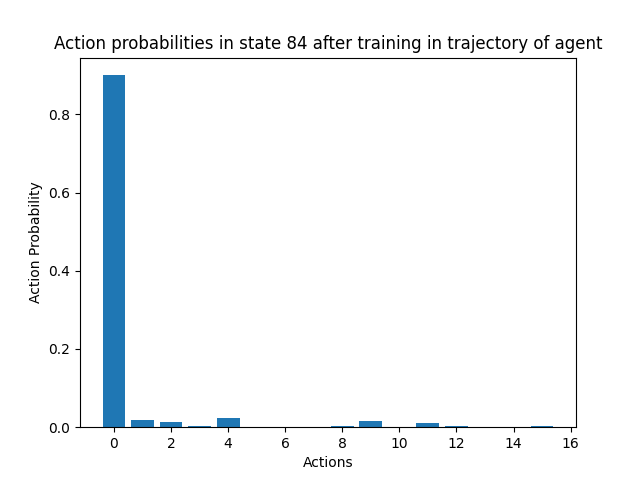 Action probabilities in state 84 after training in trajectory of agent
Action Probability
0.8
0.6
0.4
0.2
0.0
0 2 4 6 8 10 12 14 16
Actions